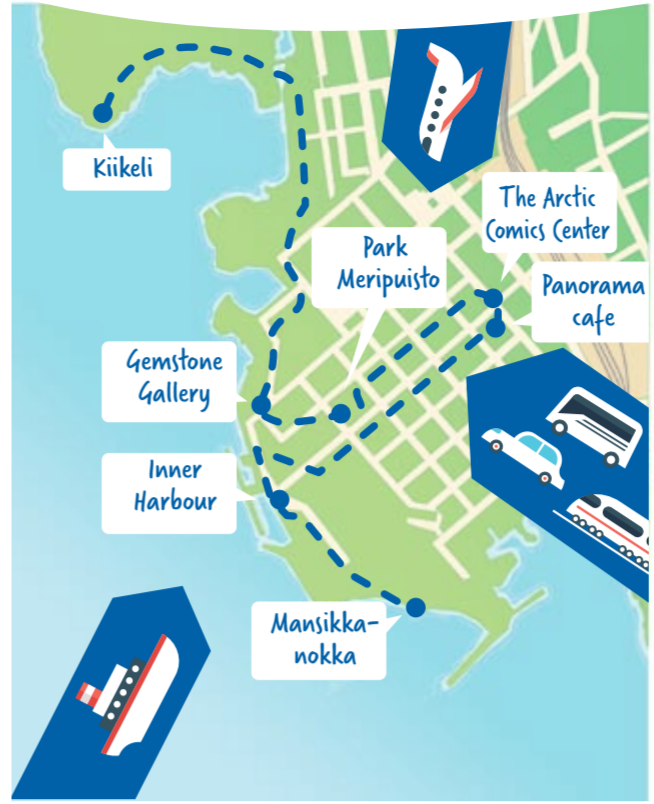 Kiikeli
The Arctic
Comics Center
Park
Meripuisto
Panorama
cafe
Gemstone
Gallery
Inner
Harbour
Mansikka-
nokka